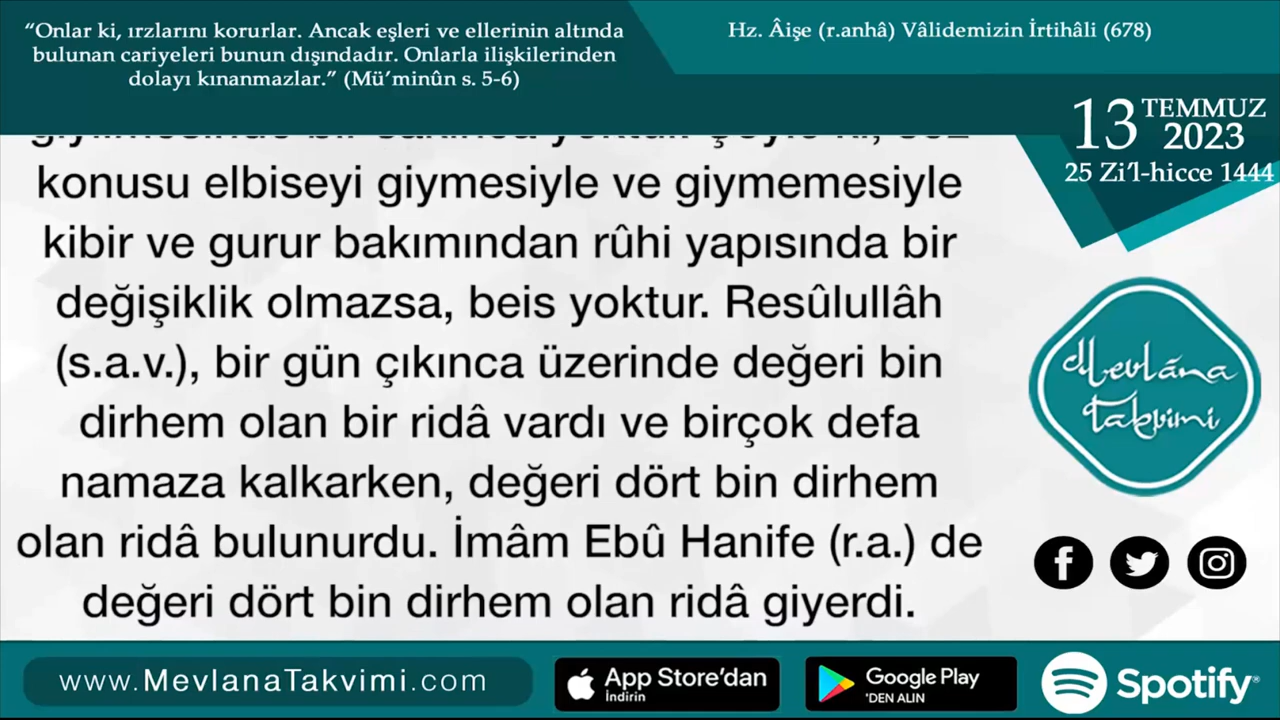 “Onlar ki, ırzlarını korurlar. Ancak eşleri ve ellerinin altında
bulunan cariyeleri bunun dışındadır. Onlarla ilişkilerinden
dolayı kınanmazlar.” (Mü’minûn s. 5-6)
Hz. Âişe (r.anhâ) Vâlidemizin İrtihâli (678)
13 TEMMUZ
2023
25 Zi’l-hicce 1444
konusu elbiseyi giymesiyle ve giymemesiyle
kibir ve gurur bakımından rûhi yapısında bir
değişiklik olmazsa, beis yoktur. Resûlullâh
(s.a.v.), bir gün çıkınca üzerinde değeri bin
dirhem olan bir ridâ vardı ve birçok defa
namaza kalkarken, değeri dört bin dirhem
olan ridâ bulunurdu. İmâm Ebû Hanife (r.a.) de
değeri dört bin dirhem olan ridâ giyerdi.
Mevlâna
takvimi
www.MevlanaTakvimi.com
App Store’dan
İndirin
Google Play
'DEN ALIN
Spotify